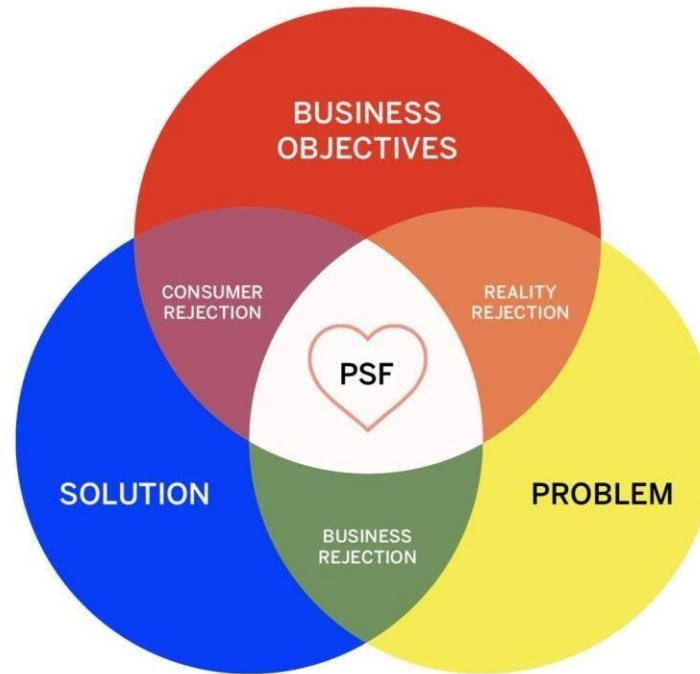 BUSINESS
OBJECTIVES
CONSUMER
REJECTION
REALITY
REJECTION
PSF
SOLUTION
PROBLEM
BUSINESS
REJECTION